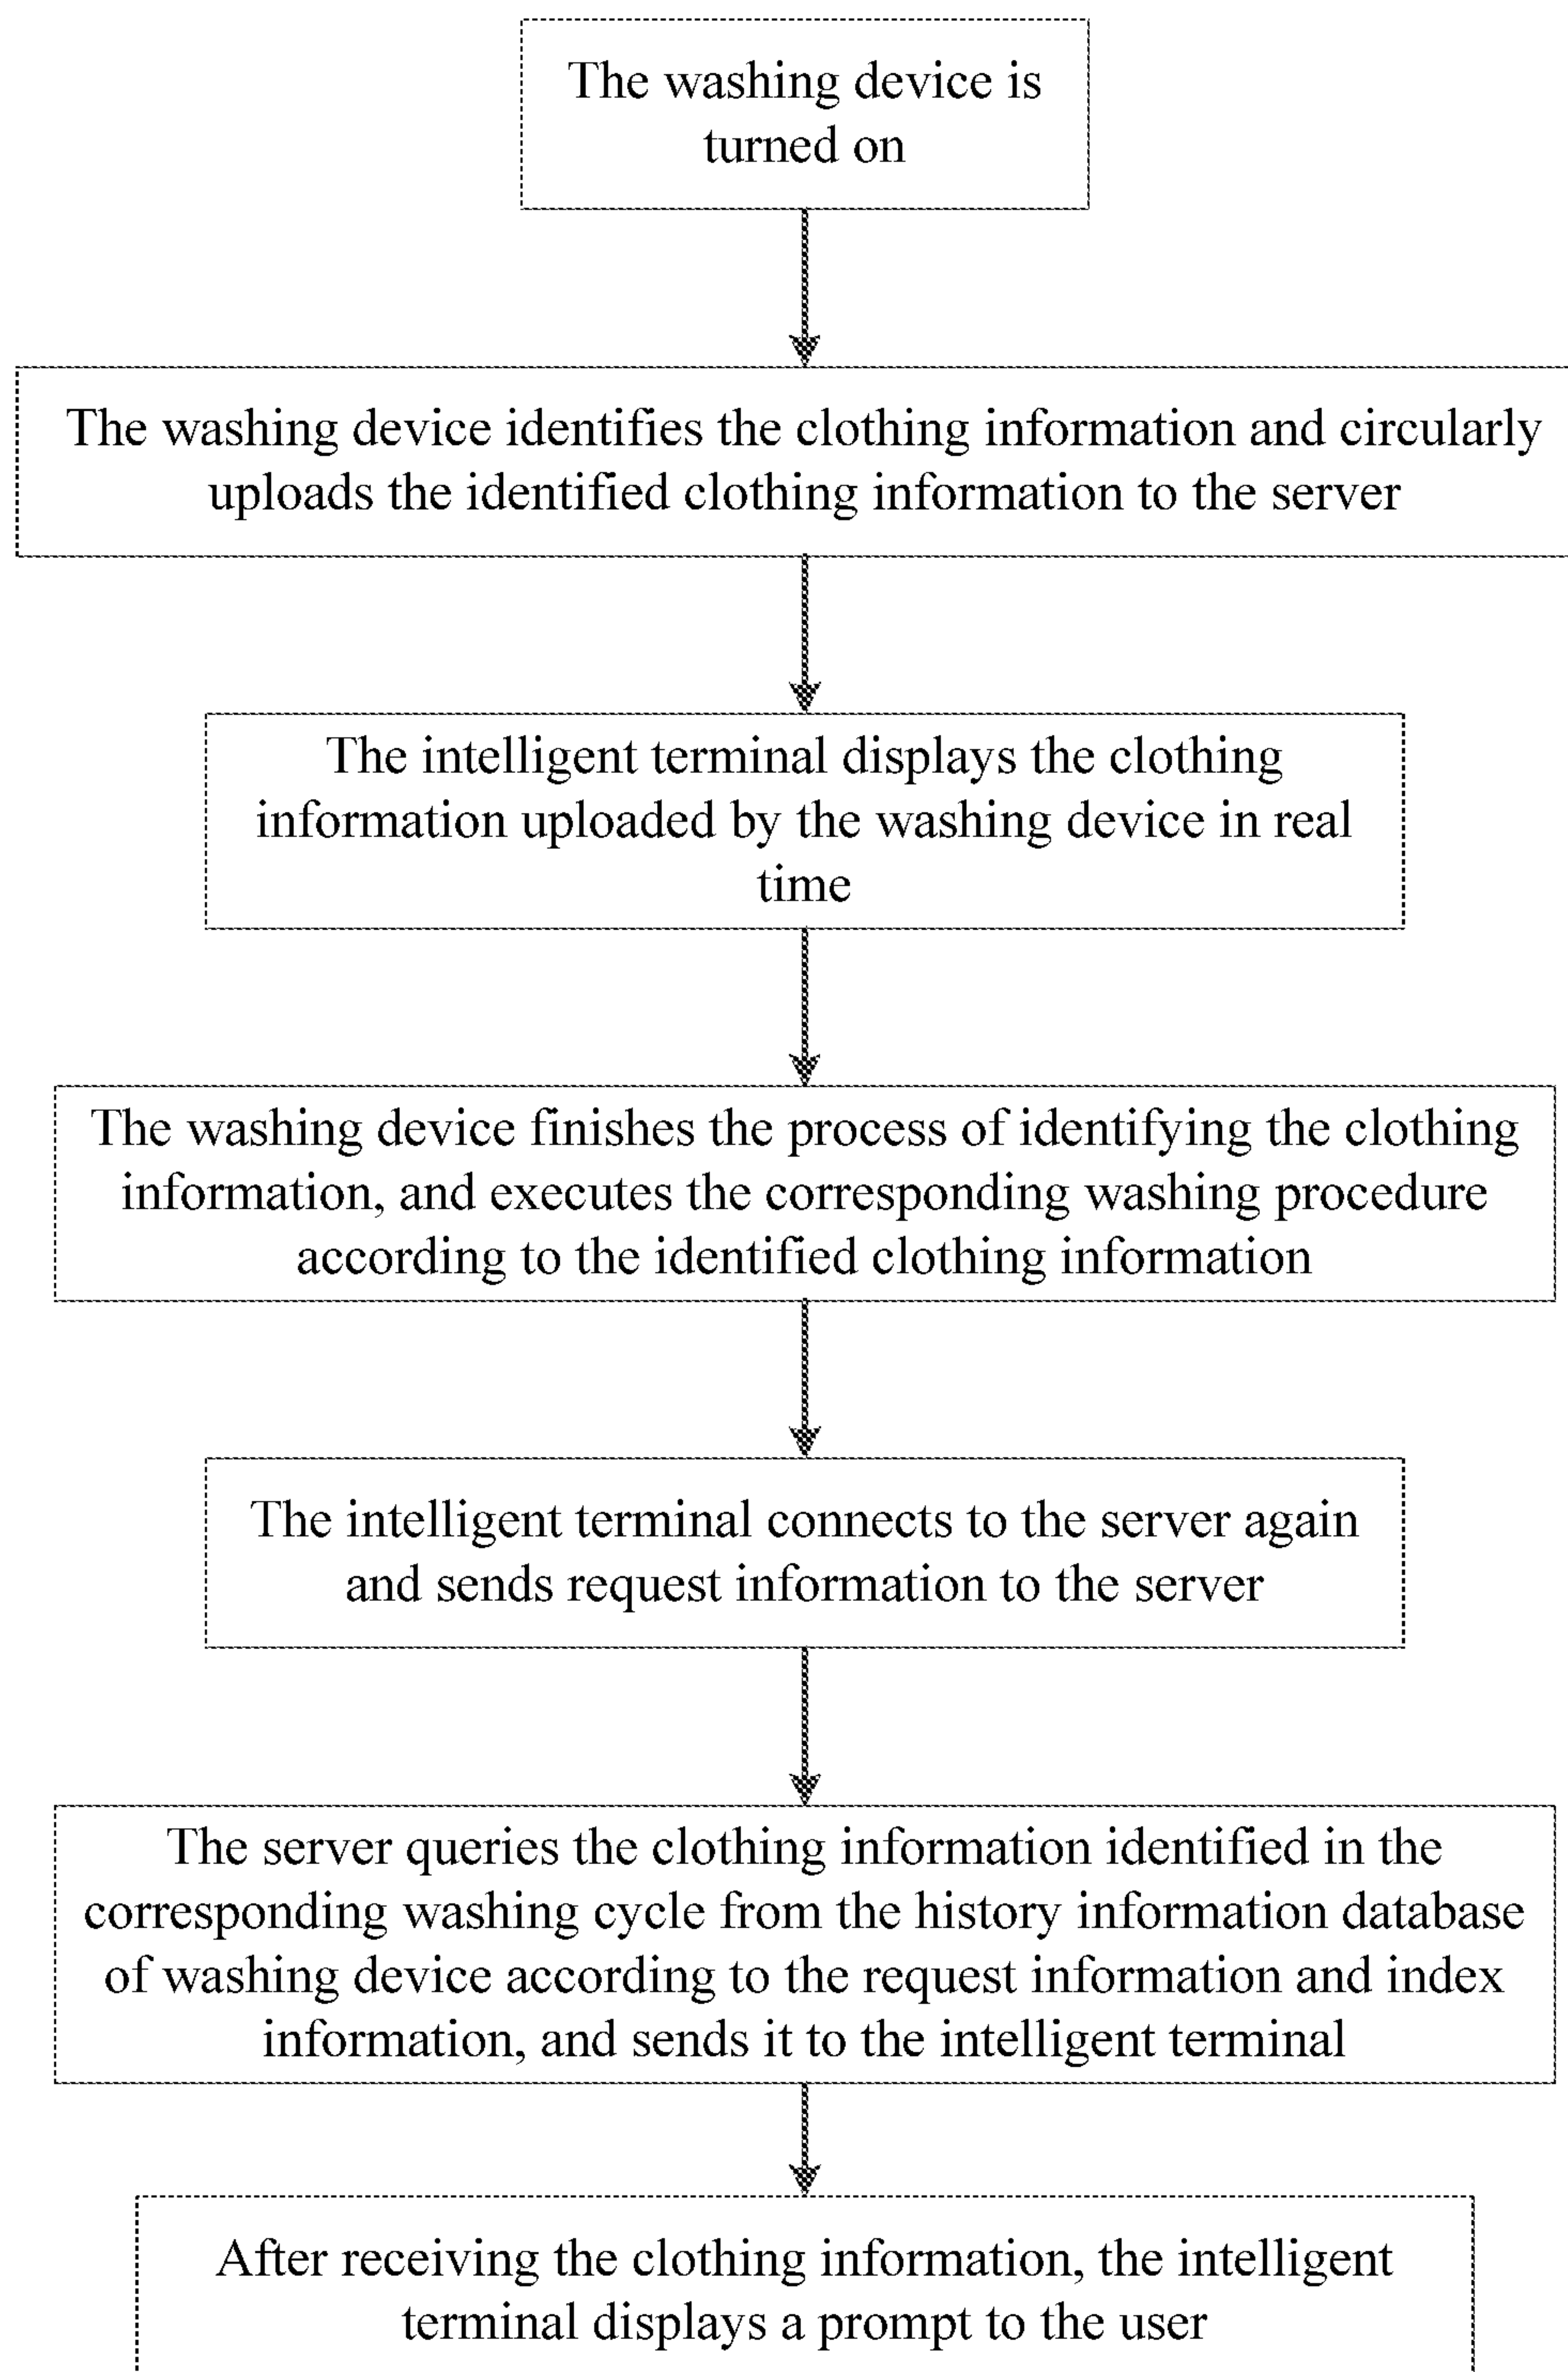 The washing device is
turned on
The washing device identifies the clothing information and circularly
uploads the identified clothing information to the server
The intelligent terminal displays the clothing
information uploaded by the washing device in real
time
The washing device finishes the process of identifying the clothing
information, and executes the corresponding washing procedure
according to the identified clothing information
The intelligent terminal connects to the server again
and sends request information to the server
The server queries the clothing information identified in the
corresponding washing cycle from the history information database
of washing device according to the request information and index
information, and sends it to the intelligent terminal
After receiving the clothing information, the intelligent
terminal displays a prompt to the user